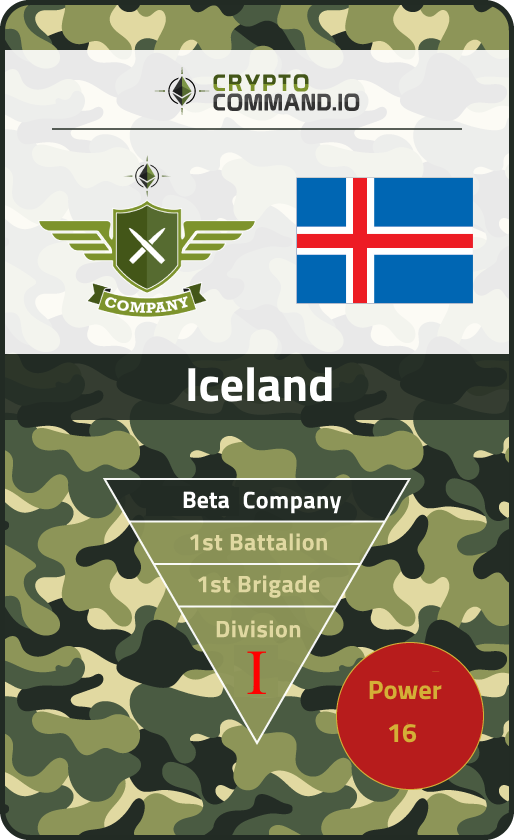 CRYPTO
COMMAND.IO
COMPANY
Iceland
Beta Company
1st Battalion
1st Brigade
Division
I
Power
16